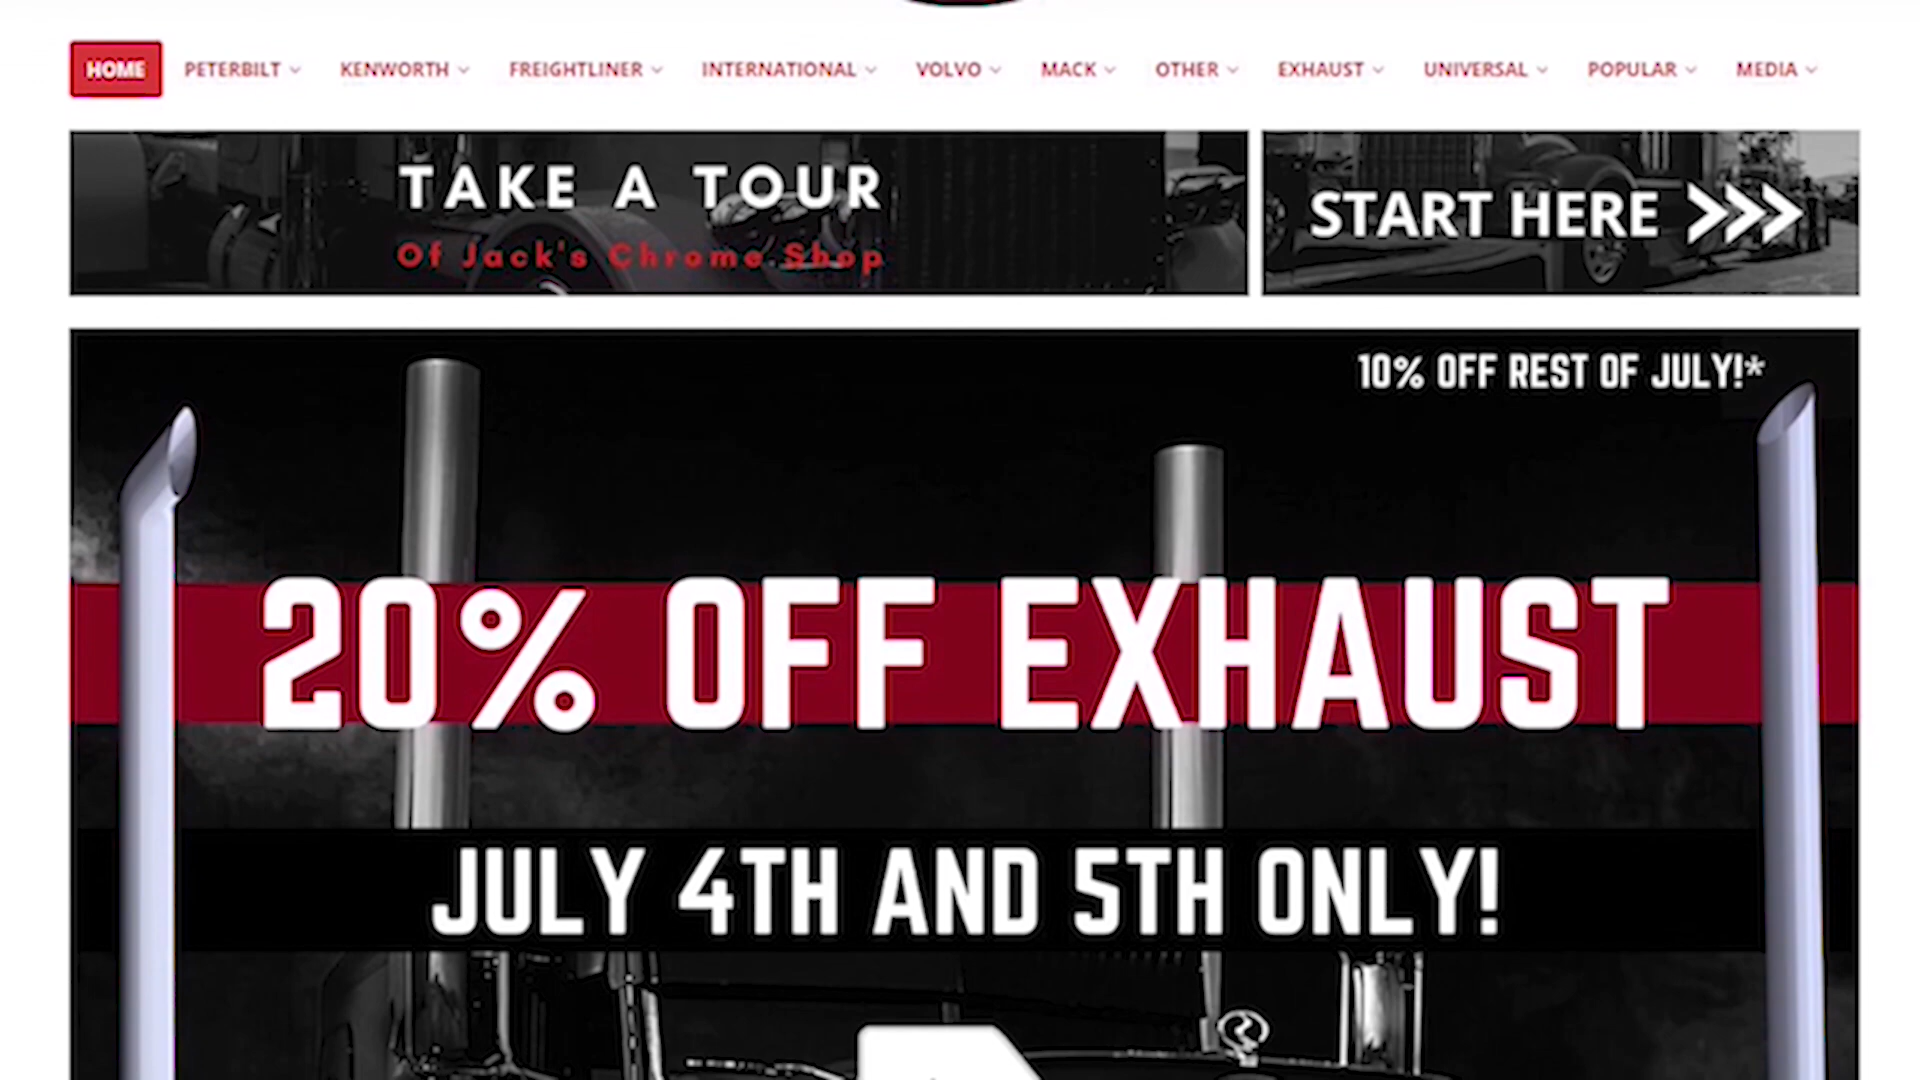 HOME PETERBILT KENWORTH FREIGHTLINER INTERNATIONAL VOLVO MACK OTHER EXHAUST UNIVERSAL POPULAR MEDIA
TAKE A TOUR
Of Jack's Chrome Shop
START HERE
10% OFF REST OF JULY!*
20% OFF EXHAUST
JULY 4TH AND 5TH ONLY!